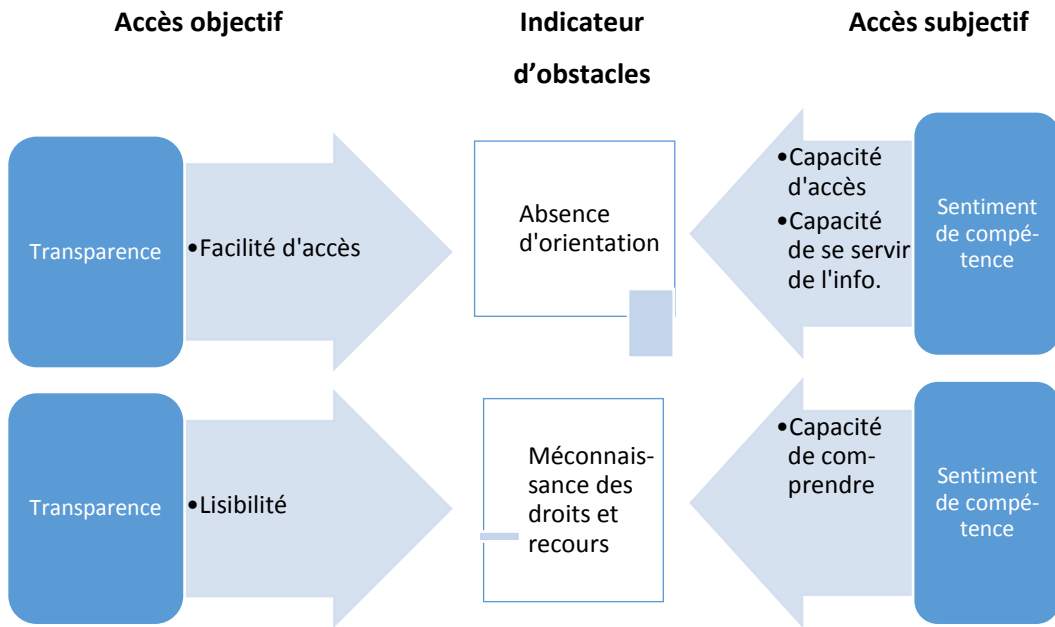 Accès objectif
Indicateur
d'obstacles
Accès subjectif
Transparence
•Facilité d'accès
Absence
d'orientation
•Capacité
d'accès
•Capacité
de se servir
de l'info.
Sentiment
de compé-
tence
Transparence
•Lisibilité
Méconnais-
sance des
droits et
recours
•Capacité
de com-
prendre
Sentiment
de compé-
tence